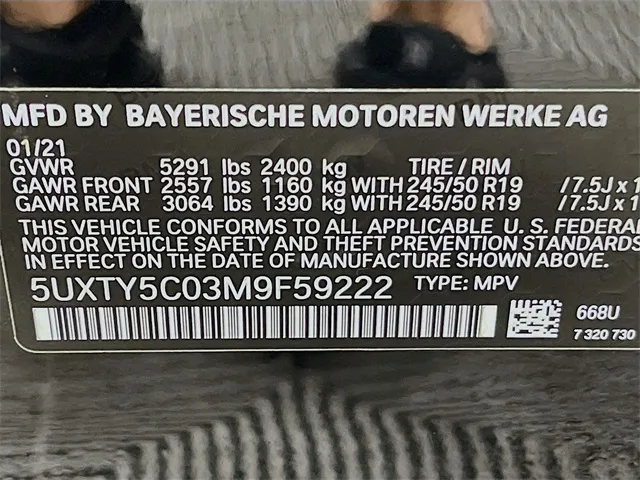 MFD BY BAYERISCHE MOTOREN WERKE AG
01/21
GVWR 5291 lbs 2400 kg TIRE / RIM
GAWR FRONT 2557 lbs 1160 kg WITH 245/50 R19 / 7.5J x 1
GAWR REAR 3064 lbs 1390 kg WITH 245/50 R19 / 7.5J x 1
THIS VEHICLE CONFORMS TO ALL APPLICABLE U. S. FEDERAL
MOTOR VEHICLE SAFETY AND THEFT PREVENTION STANDARDS
IN EFFECT ON THE DATE OF MANUFACTURE SHOWN ABOVE.
5UXTY5C03M9F59222 TYPE: MPV
668U
7 320 730